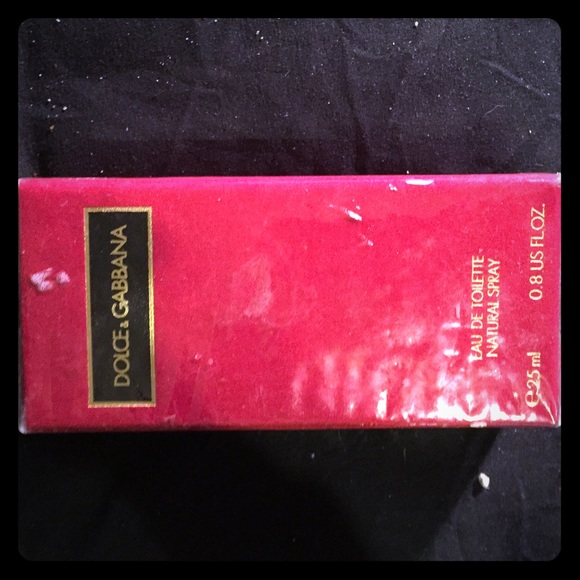 DOLCE & GABBANA
EAU DE TOILETTE
NATURAL SPRAY
℮25 ml
0.8 US FL.OZ.